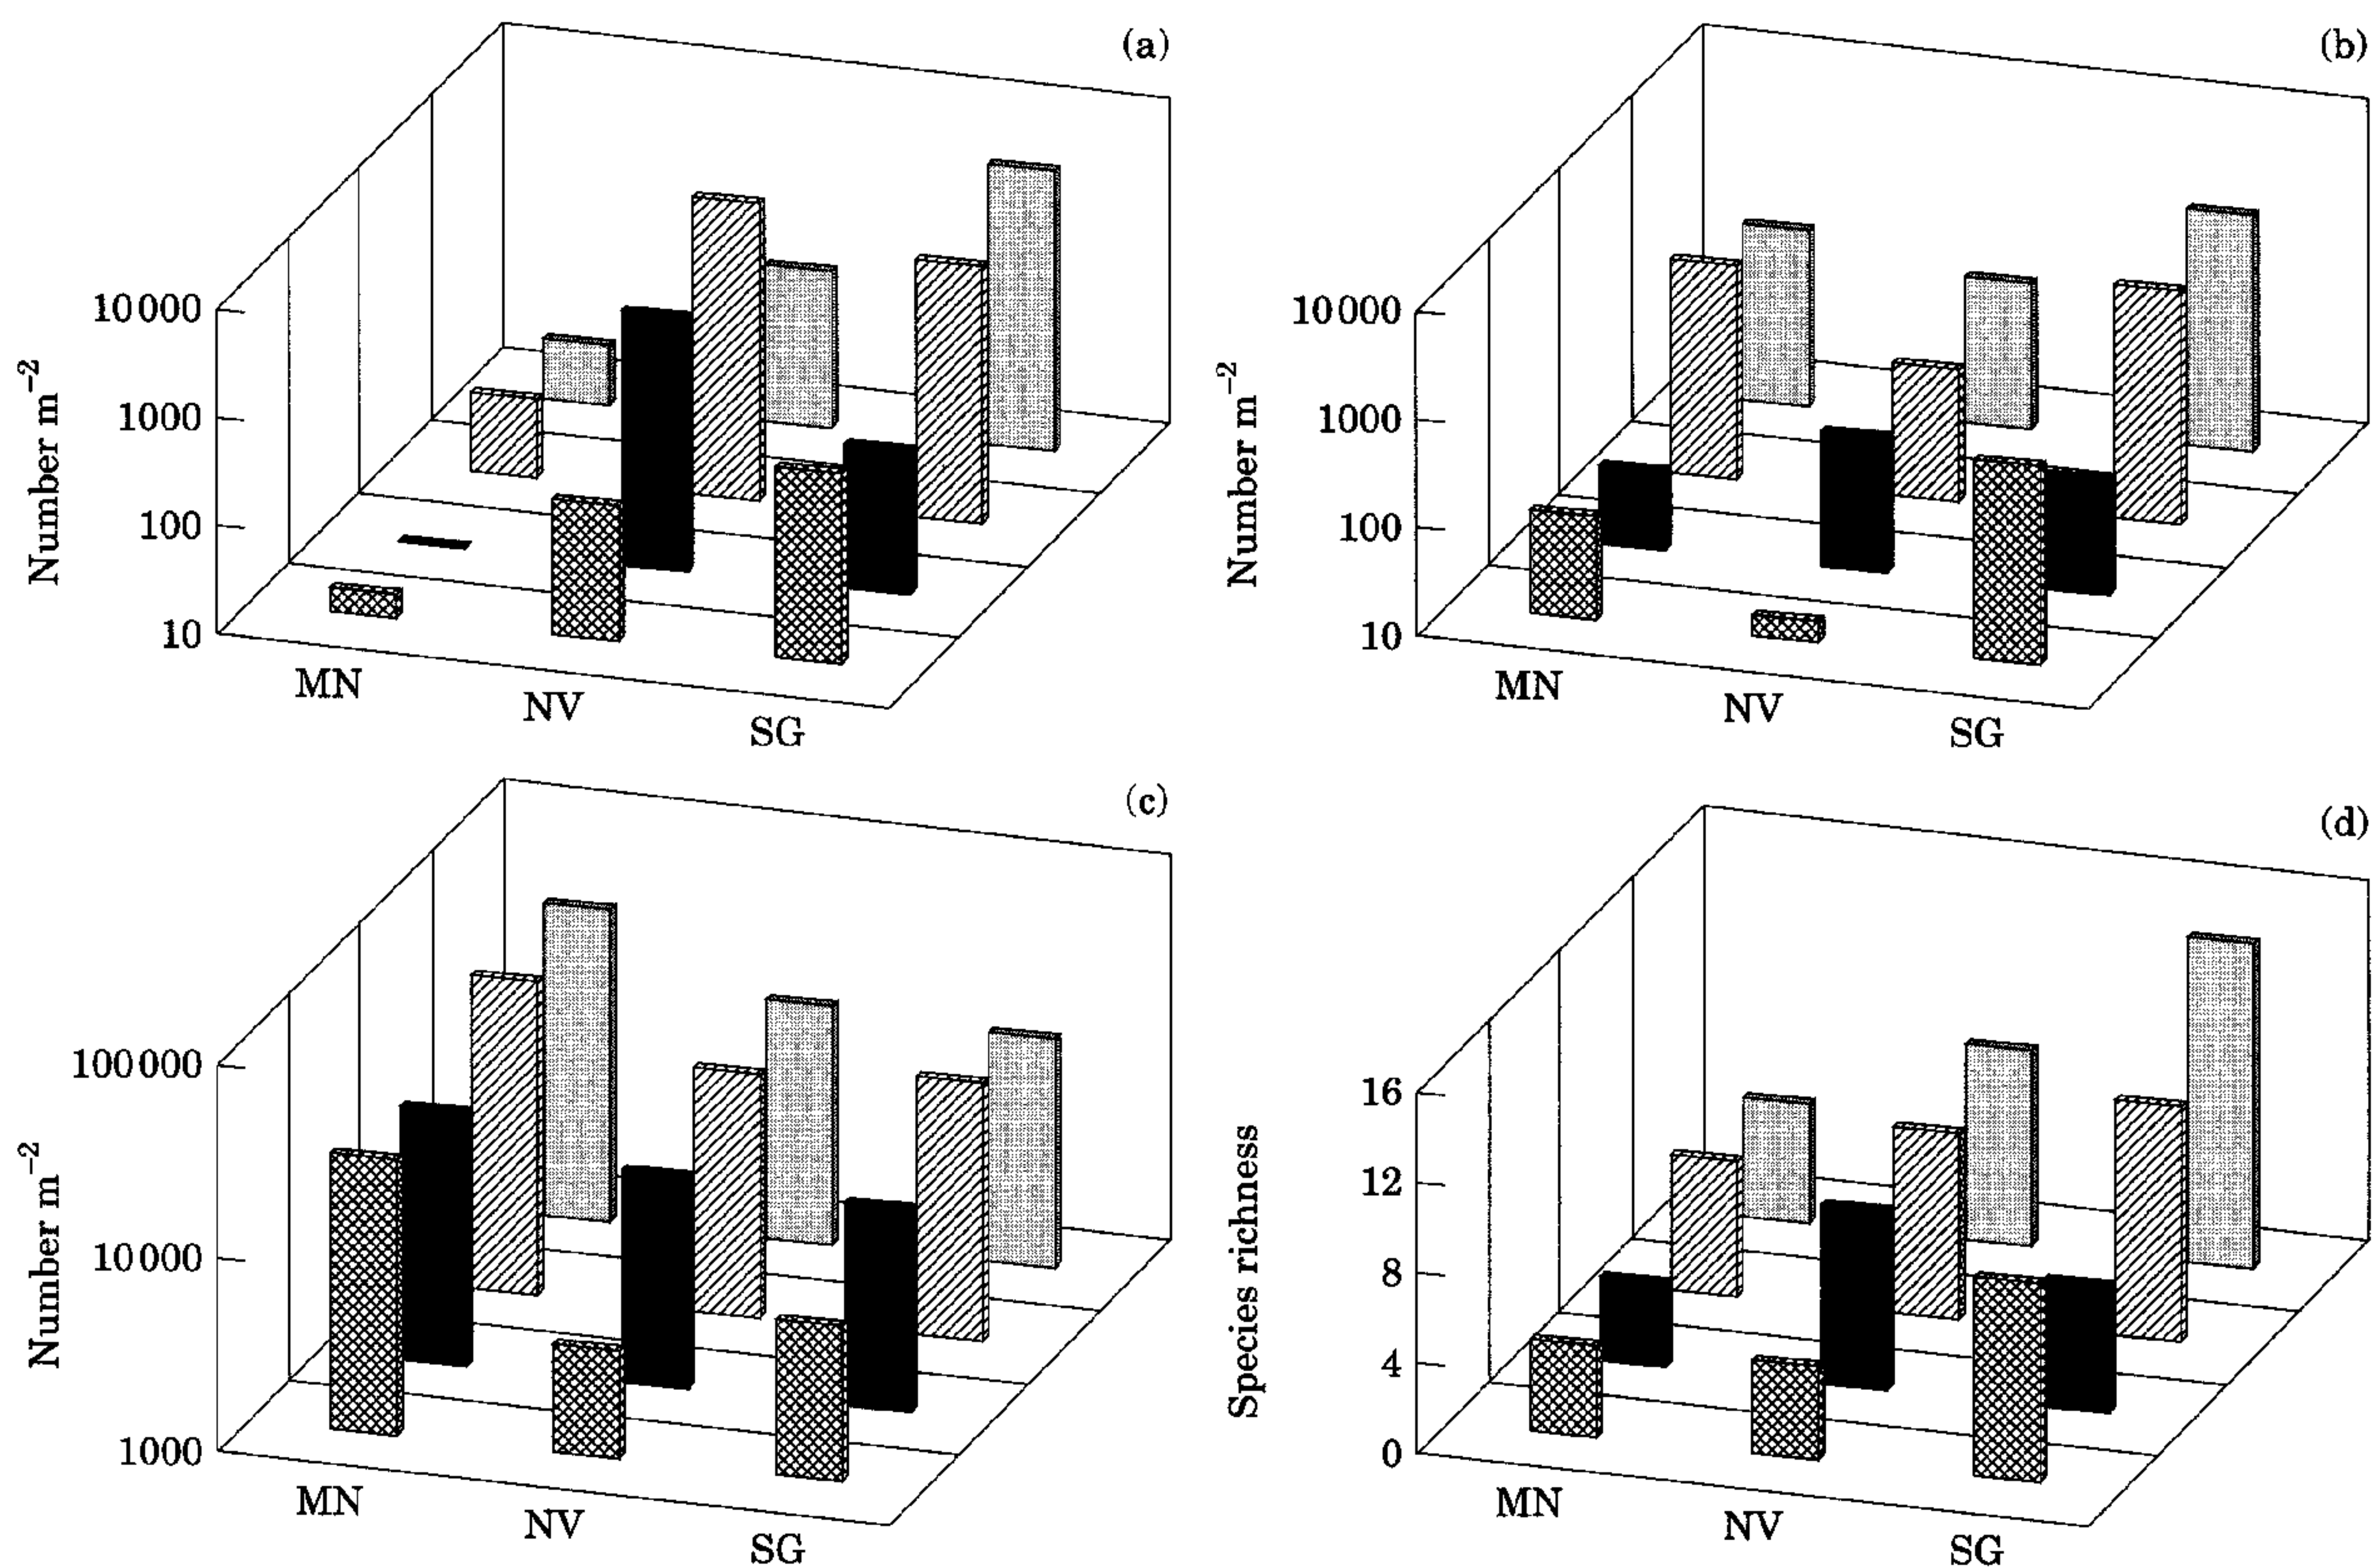 (a)
Number m⁻²
10 000
1000
100
10
MN
NV
SG
(b)
Number m⁻²
10 000
1000
100
10
MN
NV
SG
(c)
Number m⁻²
100 000
10 000
1000
MN
NV
SG
(d)
Species richness
16
12
8
4
0
MN
NV
SG